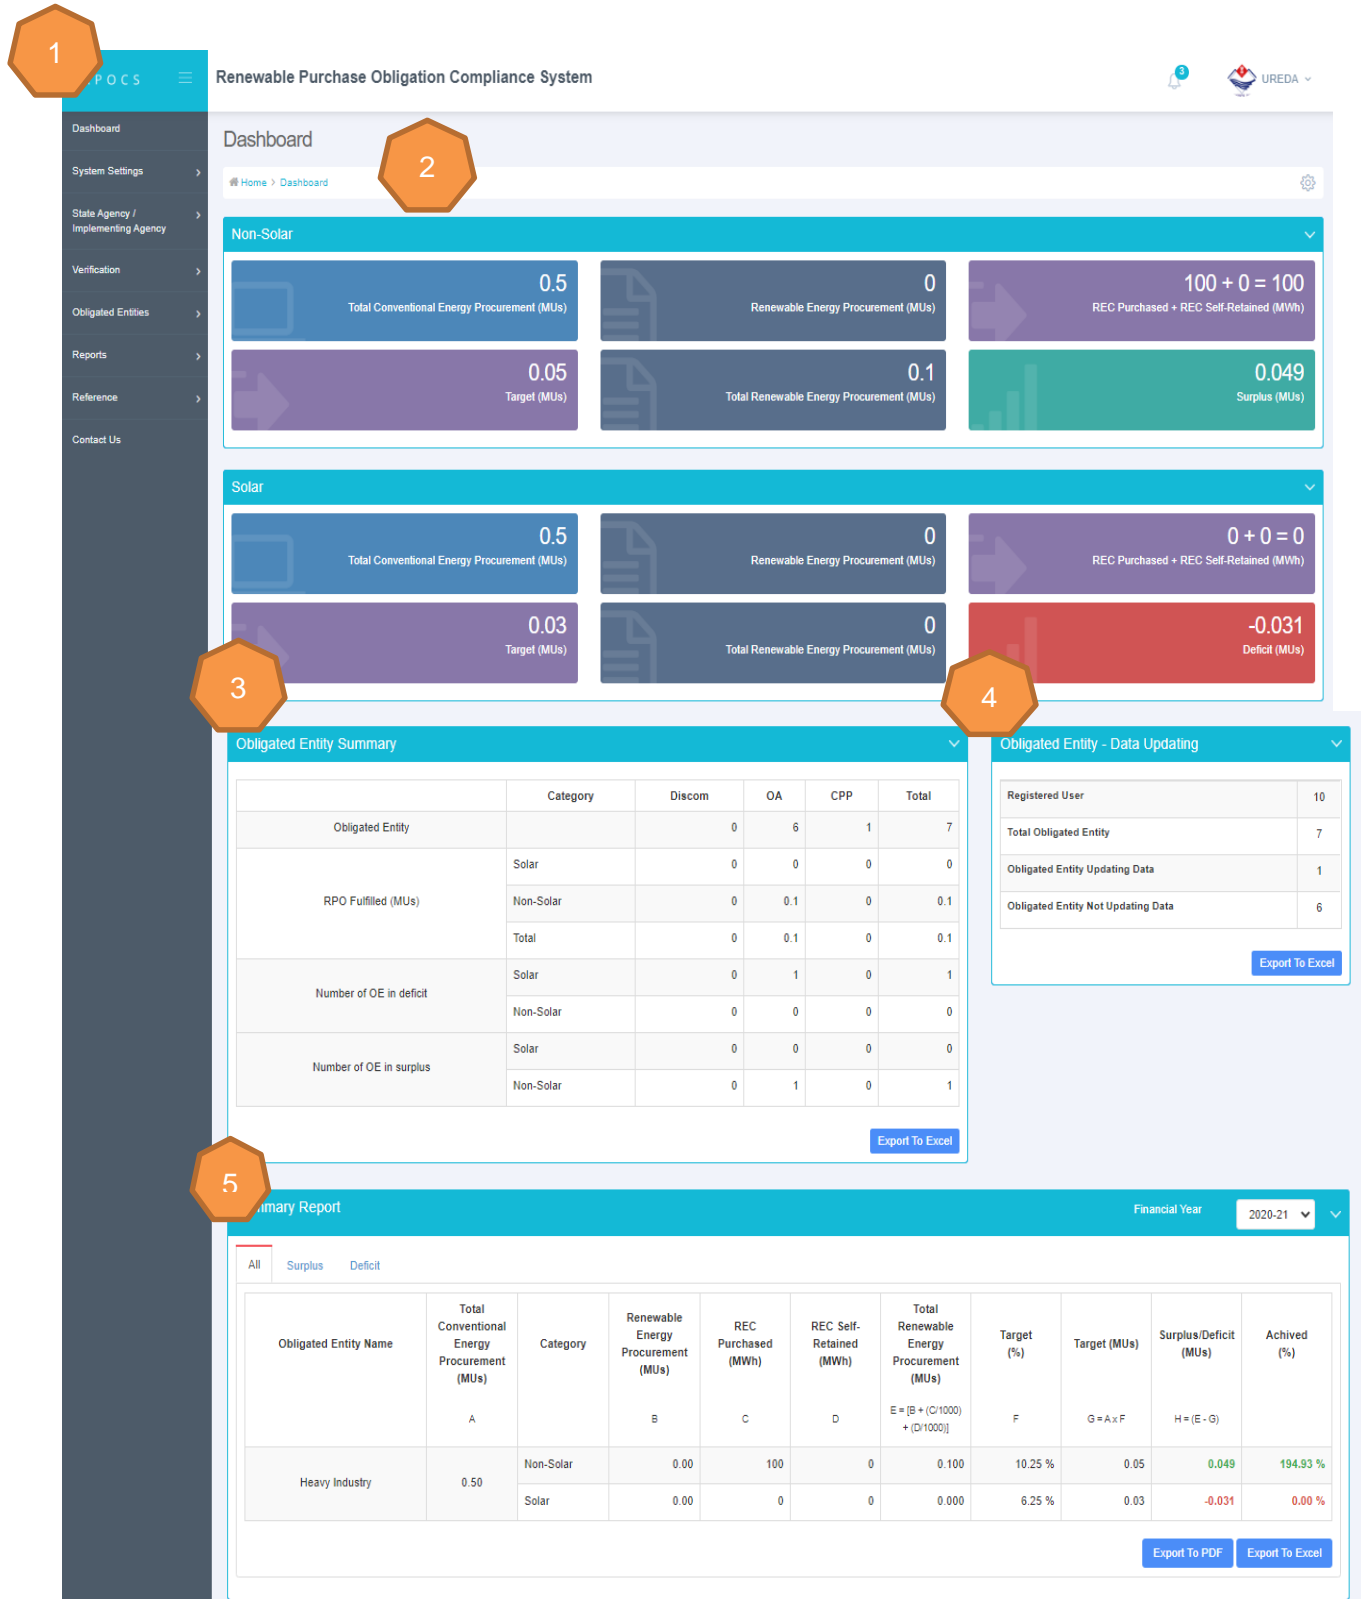 1
POCS
Renewable Purchase Obligation Compliance System
3
UREDA
Dashboard
System Settings
State Agency /
Implementing Agency
Verification
Obligated Entities
Reports
Reference
Contact Us
Dashboard
2
Home > Dashboard
Non-Solar
0.5
Total Conventional Energy Procurement (MUs)
0
Renewable Energy Procurement (MUs)
100 + 0 = 100
REC Purchased + REC Self-Retained (MWh)
0.05
Target (MUs)
0.1
Total Renewable Energy Procurement (MUs)
0.049
Surplus (MUs)
Solar
0.5
Total Conventional Energy Procurement (MUs)
0
Renewable Energy Procurement (MUs)
0 + 0 = 0
REC Purchased + REC Self-Retained (MWh)
0.03
Target (MUs)
0
Total Renewable Energy Procurement (MUs)
-0.031
Deficit (MUs)
3
Obligated Entity Summary
Category Discom OA CPP Total
Obligated Entity 0 6 1 7
RPO Fulfilled (MUs)
Solar 0 0 0 0
Non-Solar 0 0.1 0 0.1
Total 0 0.1 0 0.1
Number of OE in deficit
Solar 0 1 0 1
Non-Solar 0 0 0 0
Number of OE in surplus
Solar 0 0 0 0
Non-Solar 0 1 0 1
Export To Excel
4
Obligated Entity - Data Updating
Registered User 10
Total Obligated Entity 7
Obligated Entity Updating Data 1
Obligated Entity Not Updating Data 6
Export To Excel
5
mmary Report
Financial Year 2020-21
All Surplus Deficit
Obligated Entity Name
Total
Conventional
Energy
Procurement
(MUs)
A
Category
Renewable
Energy
Procurement
(MUs)
B
REC
Purchased
(MWh)
C
REC Self-
Retained
(MWh)
D
Total
Renewable
Energy
Procurement
(MUs)
E = [B + (C/1000)
+ (D/1000)]
Target
(%)
F
Target (MUs)
G = A x F
Surplus/Deficit
(MUs)
H = (E - G)
Achived
(%)
Heavy Industry 0.50
Non-Solar 0.00 100 0 0.100 10.25 % 0.05 0.049 194.93 %
Solar 0.00 0 0 0.000 6.25 % 0.03 -0.031 0.00 %
Export To PDF Export To Excel